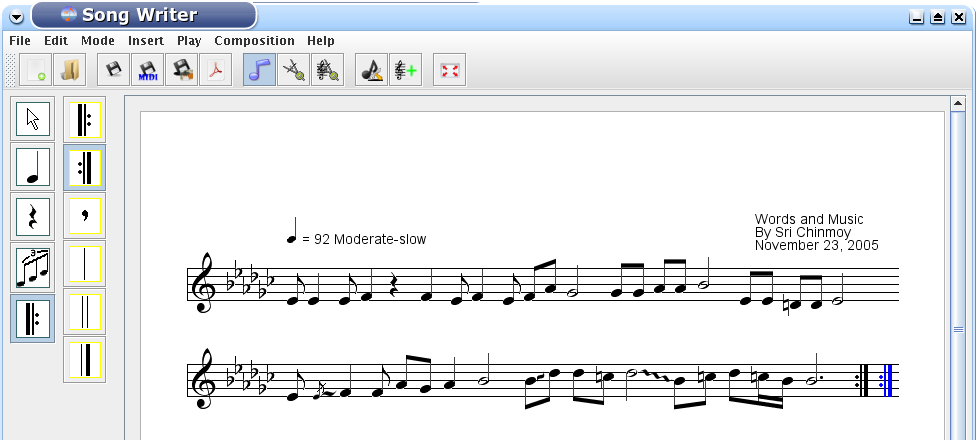 Song Writer
File Edit Mode Insert Play Composition Help
MIDI
3
Words and Music
By Sri Chinmoy
November 23, 2005
= 92 Moderate-slow